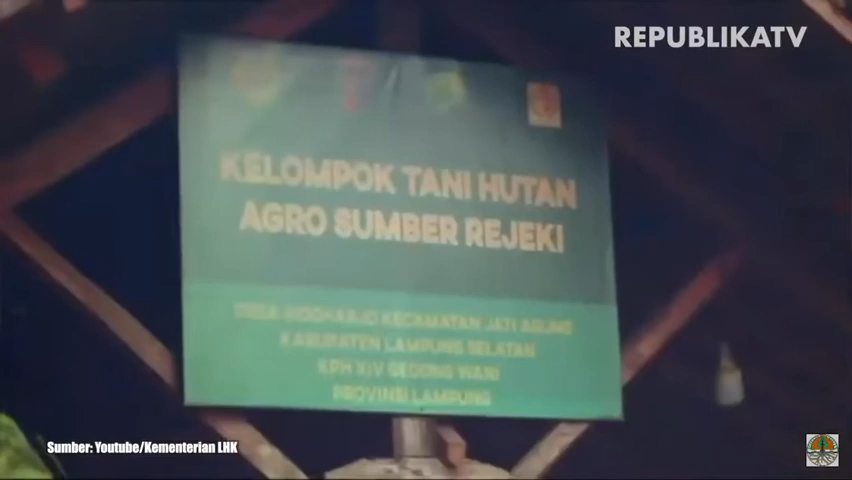 REPUBLIKATV
KELOMPOK TANI HUTAN
AGRO SUMBER REJEKI
DESA KECAMATAN JATI AGUNG
KABUPATEN LAMPUNG SELATAN
KPH XIV GEDONG WANI
PROVINSI LAMPUNG
Sumber: Youtube/Kementerian LHK